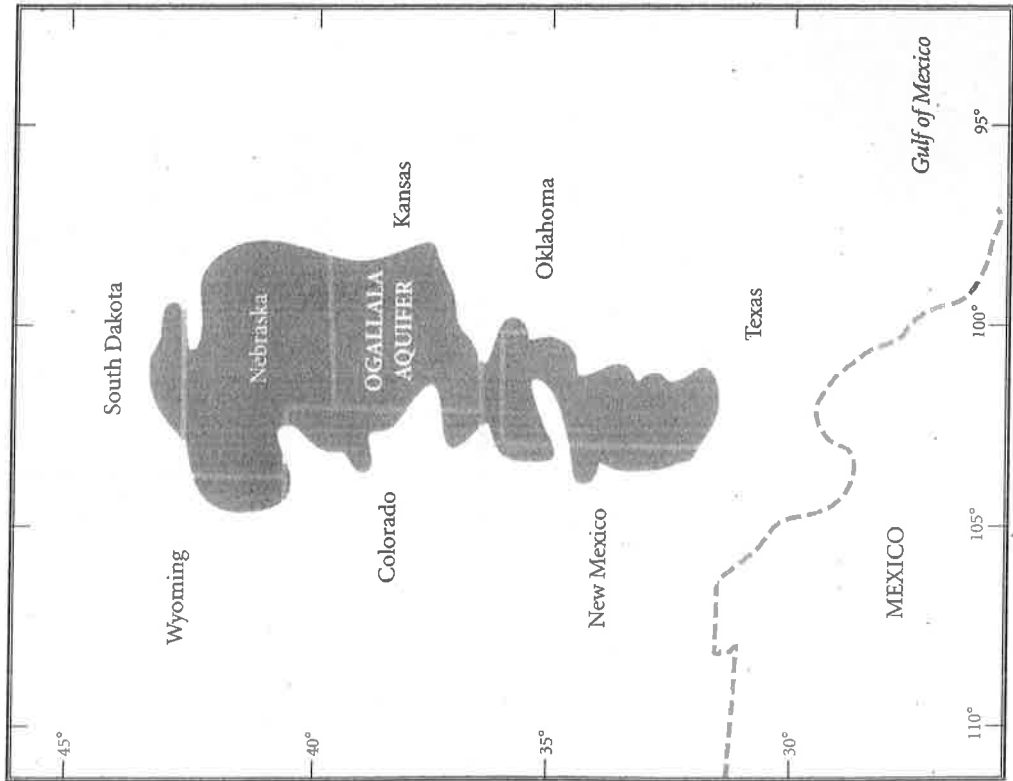 45°
South Dakota
Wyoming
Nebraska
40°
OGALLALA
AQUIFER
Kansas
Colorado
35°
Oklahoma
New Mexico
30°
Texas
MEXICO
Gulf of Mexico
110°
105°
100°
95°